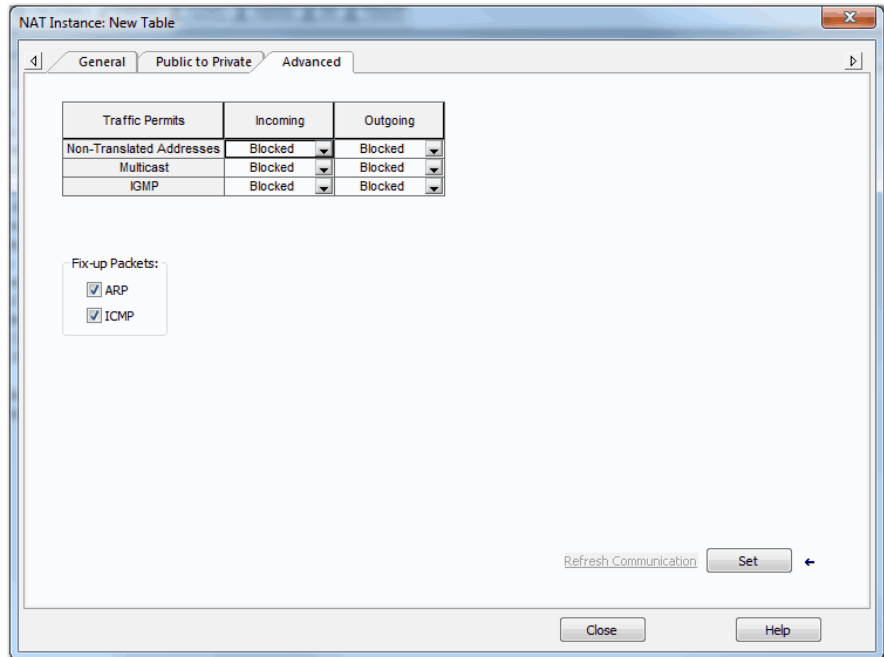 NAT Instance: New Table
General Public to Private Advanced
Traffic Permits Incoming Outgoing
Non-Translated Addresses Blocked Blocked
Multicast Blocked Blocked
IGMP Blocked Blocked
Fix-up Packets:
ARP
ICMP
Refresh Communication Set
Close Help